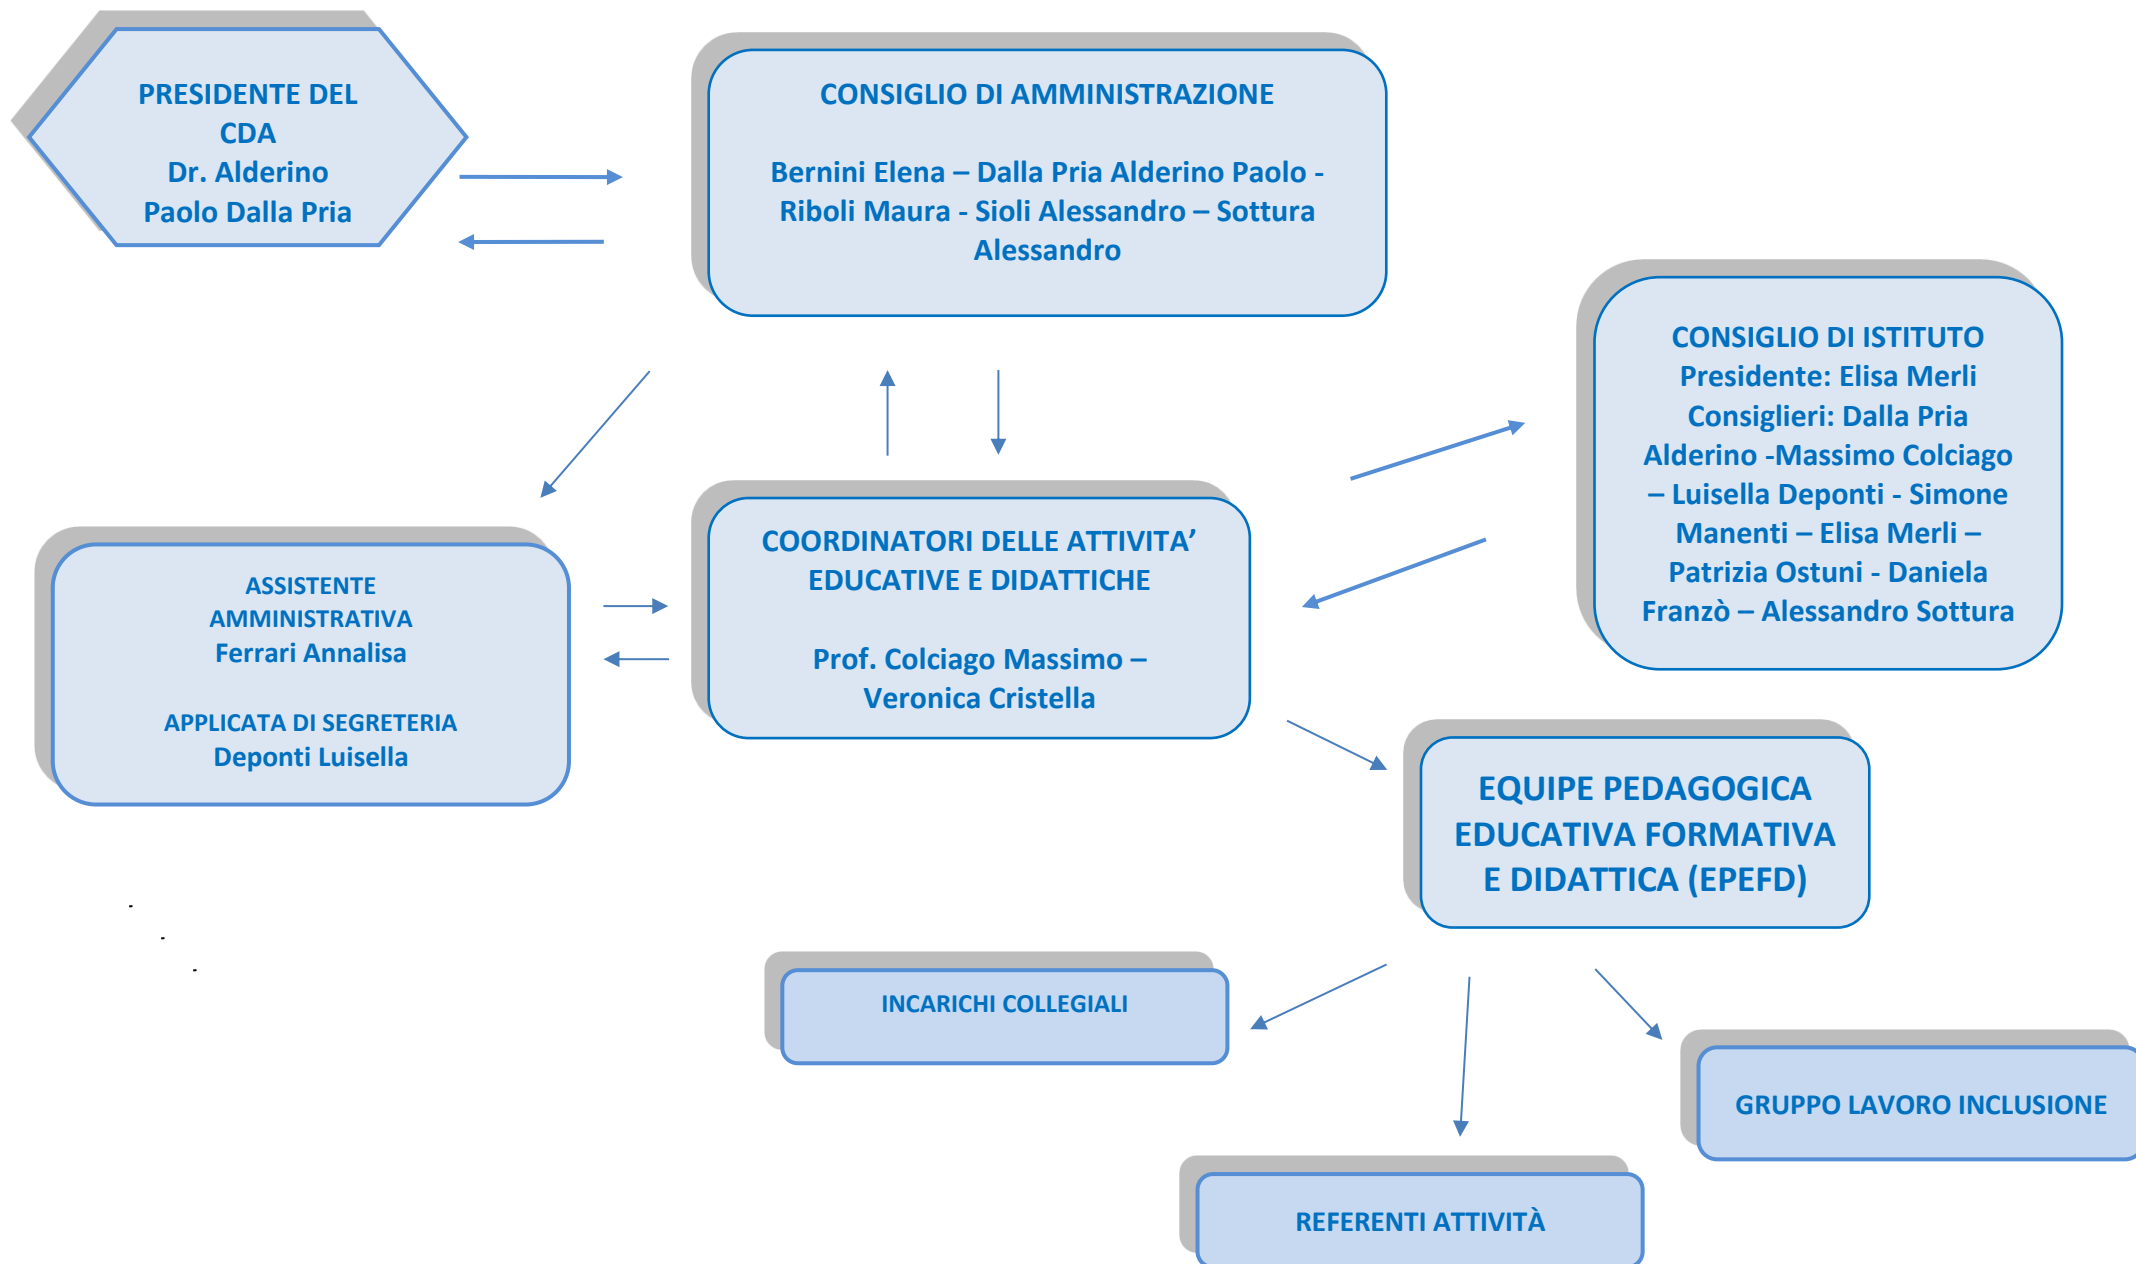 PRESIDENTE DEL
CDA
Dr. Alderino
Paolo Dalla Pria
CONSIGLIO DI AMMINISTRAZIONE
Bernini Elena – Dalla Pria Alderino Paolo -
Riboli Maura - Sioli Alessandro – Sottura
Alessandro
CONSIGLIO DI ISTITUTO
Presidente: Elisa Merli
Consiglieri: Dalla Pria
Alderino -Massimo Colciago
– Luisella Deponti - Simone
Manenti – Elisa Merli –
Patrizia Ostuni - Daniela
Franzò – Alessandro Sottura
COORDINATORI DELLE ATTIVITA’
EDUCATIVE E DIDATTICHE
Prof. Colciago Massimo –
Veronica Cristella
ASSISTENTE
AMMINISTRATIVA
Ferrari Annalisa
APPLICATA DI SEGRETERIA
Deponti Luisella
EQUIPE PEDAGOGICA
EDUCATIVA FORMATIVA
E DIDATTICA (EPEFD)
INCARICHI COLLEGIALI
GRUPPO LAVORO INCLUSIONE
REFERENTI ATTIVITÀ